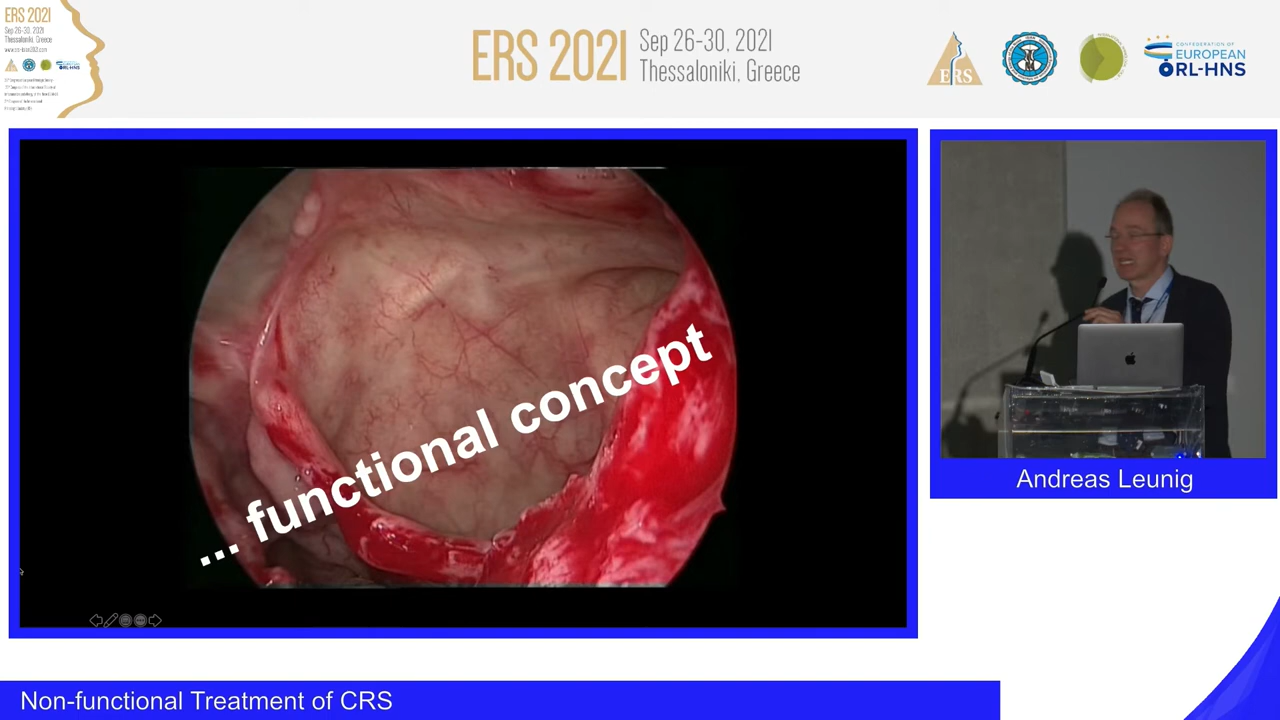 ERS 2021
Sep 26-30, 2021
Thessaloniki, Greece
ERS 2021
Sep 26-30, 2021
Thessaloniki, Greece
ERS
CONFEDERATION OF
EUROPEAN
ORL-HNS
... functional concept
Andreas Leunig
Non-functional Treatment of CRS